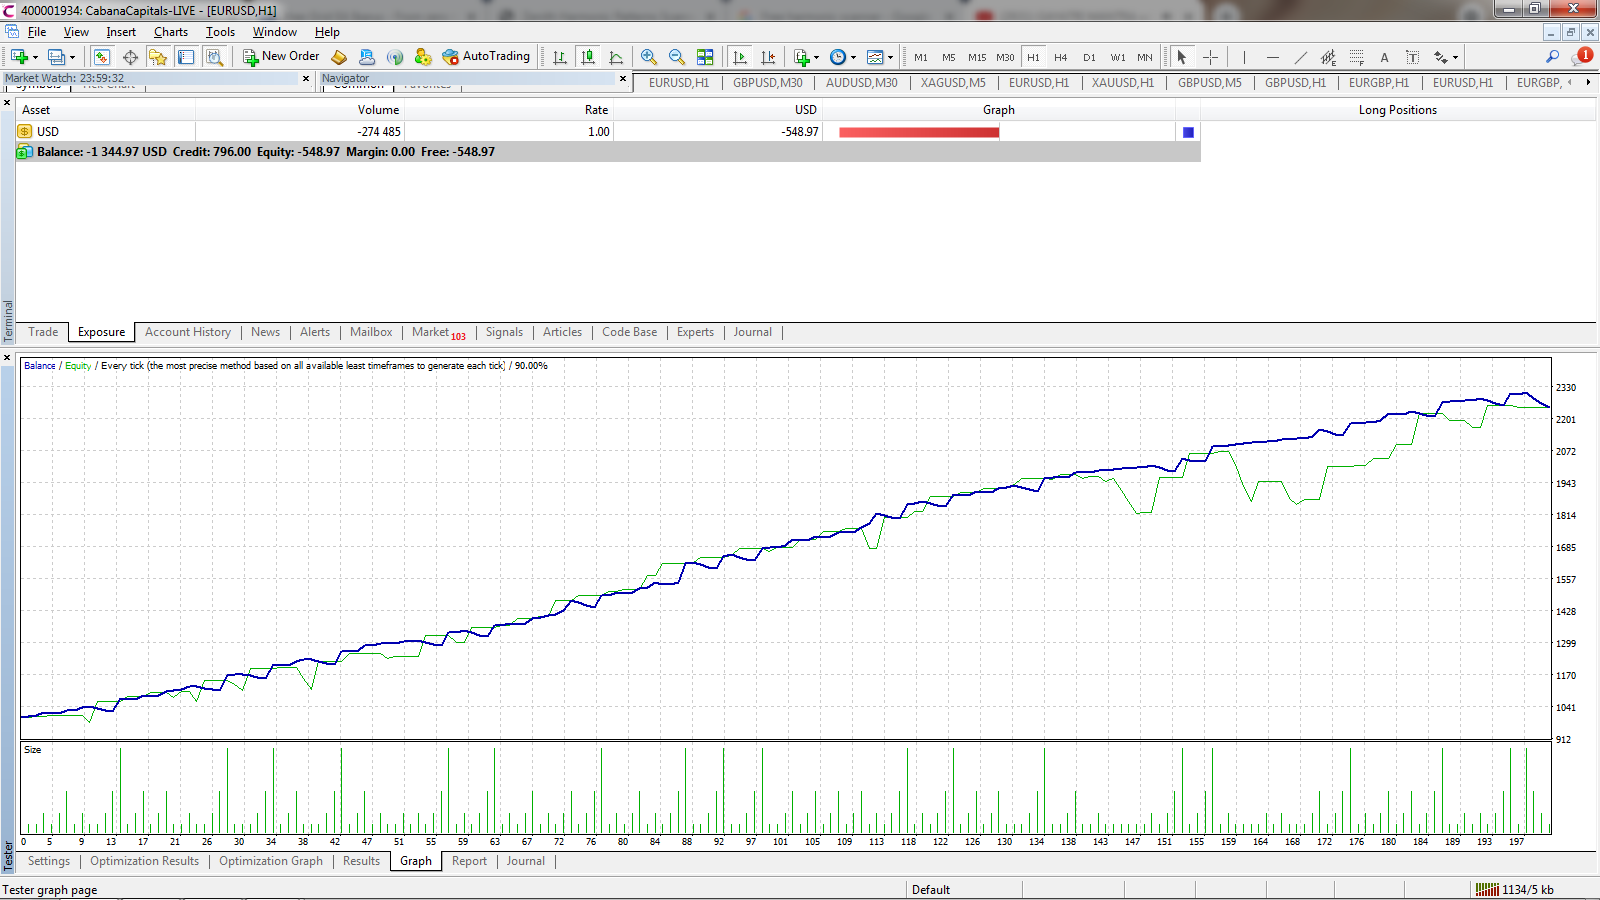 400001934: CabanaCapitals-LIVE - [EURUSD,H1]
File View Insert Charts Tools Window Help
New Order AutoTrading M1 M5 M15 M30 H1 H4 D1 W1 MN A T 1
Market Watch: 23:59:32 Navigator
Symbols Tick Chart Common Favorites EURUSD,H1 GBPUSD,M30 AUDUSD,M30 XAGUSD,M5 EURUSD,H1 XAUUSD,H1 GBPUSD,M5 GBPUSD,H1 EURGBP,H1 EURUSD,H1 EURGBP,
Asset Volume Rate USD Graph Long Positions
USD -274 485 1.00 -548.97
Balance: -1 344.97 USD Credit: 796.00 Equity: -548.97 Margin: 0.00 Free: -548.97
Terminal
Trade Exposure Account History News Alerts Mailbox Market 103 Signals Articles Code Base Experts Journal
Balance / Equity / Every tick (the most precise method based on all available least timeframes to generate each tick) / 90.00%
2330
2201
2072
1943
1814
1685
1557
1428
1299
1170
1041
912
Size
0 5 9 13 17 21 26 30 34 38 42 47 51 55 59 63 67 72 76 80 84 88 92 97 101 105 109 113 118 122 126 130 134 138 143 147 151 155 159 164 168 172 176 180 184 189 193 197
Tester
Settings Optimization Results Optimization Graph Results Graph Report Journal
Tester graph page Default 1134/5 kb